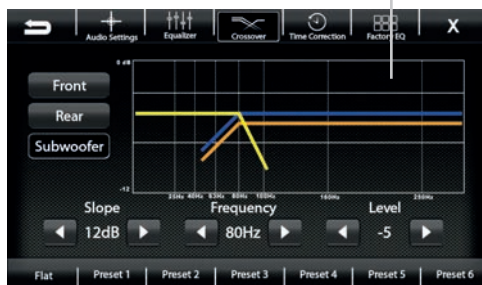 Audio Settings Equalizer Crossover Time Correction Factory EQ X
0 dB
Front
Rear
Subwoofer
-12
25Hz 40Hz 63Hz 80Hz 100Hz 160Hz 250Hz
Slope Frequency Level
12dB 80Hz -5
Flat Preset 1 Preset 2 Preset 3 Preset 4 Preset 5 Preset 6